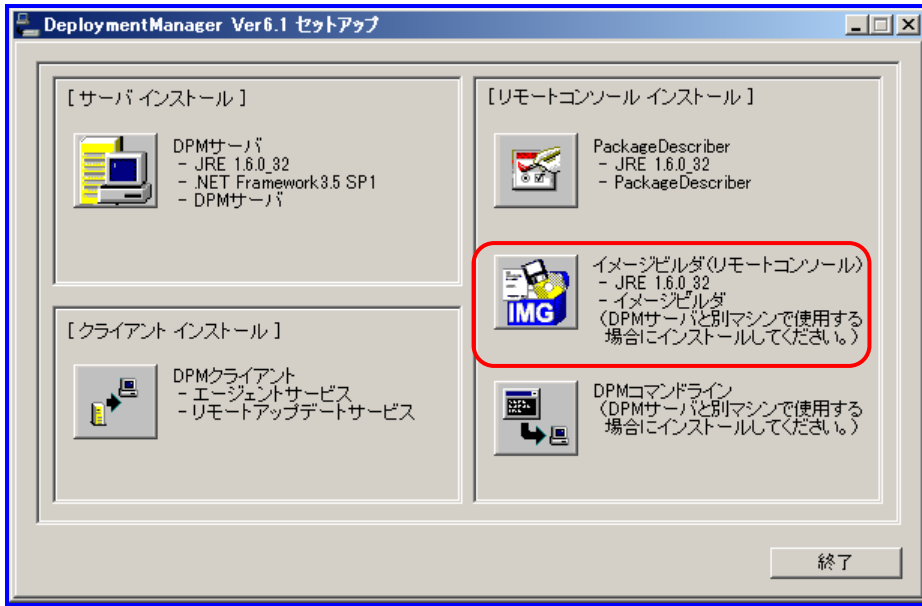 DeploymentManager Ver6.1 セットアップ
[ サーバ インストール ]
DPMサーバ
- JRE 1.6.0_32
- .NET Framework3.5 SP1
- DPMサーバ
[ クライアント インストール ]
DPMクライアント
- エージェントサービス
- リモートアップデートサービス
[ リモートコンソール インストール ]
PackageDescriber
- JRE 1.6.0_32
- PackageDescriber
IMG
イメージビルダ(リモートコンソール)
- JRE 1.6.0_32
- イメージビルダ
(DPMサーバと別マシンで使用する
場合にインストールしてください。)
DPMコマンドライン
(DPMサーバと別マシンで使用する
場合にインストールしてください。)
終了